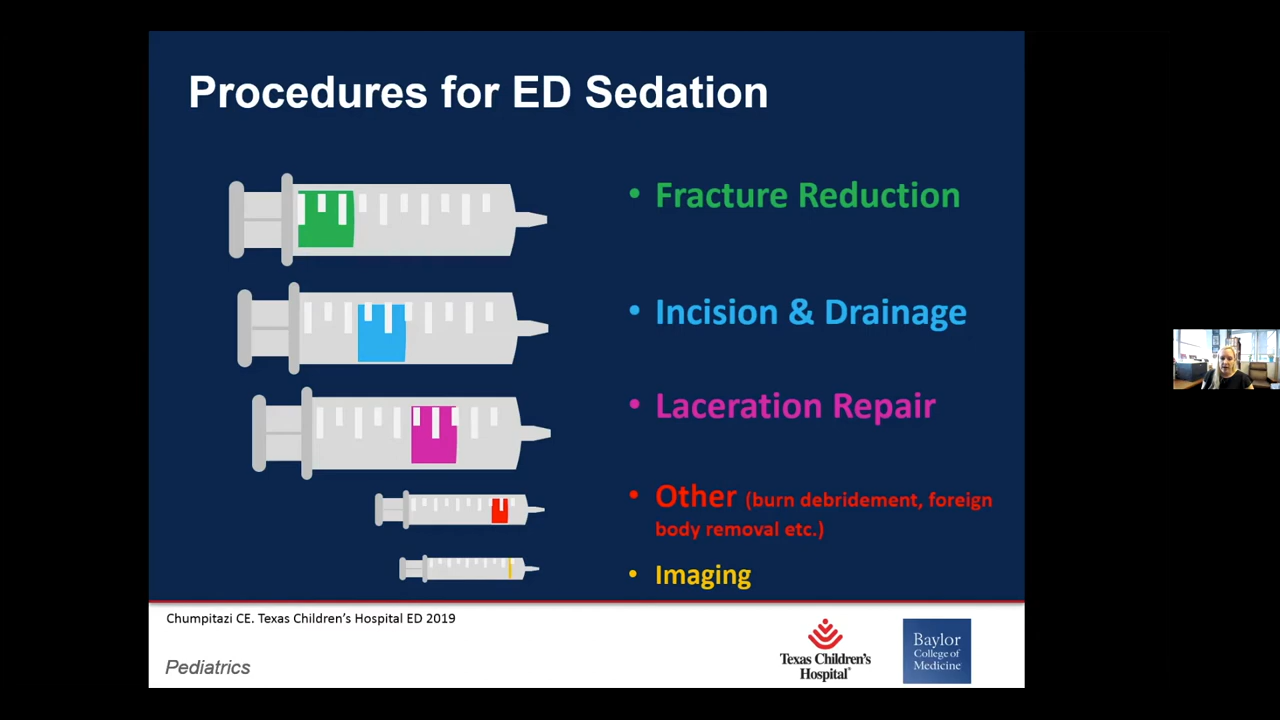 Procedures for ED Sedation
• Fracture Reduction
• Incision & Drainage
• Laceration Repair
• Other (burn debridement, foreign
body removal etc.)
• Imaging
Chumpitazi CE. Texas Children's Hospital ED 2019
Pediatrics
Texas Children's
Hospital®
Baylor
College of
Medicine